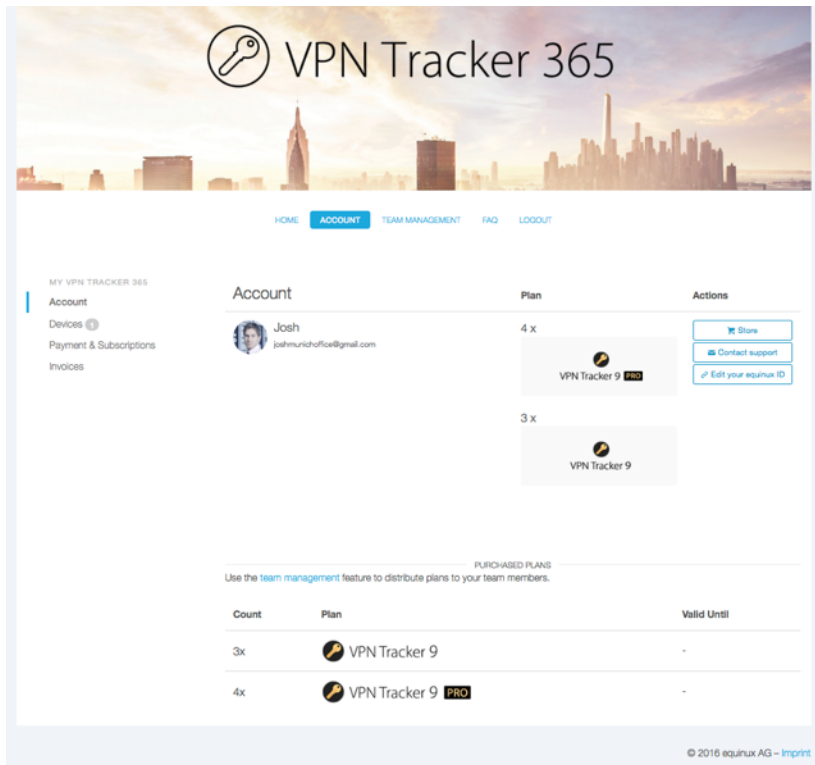 VPN Tracker 365
HOME ACCOUNT TEAM MANAGEMENT FAQ LOGOUT
MY VPN TRACKER 365
Account
Devices 1
Payment & Subscriptions
Invoices
Account Plan Actions
Josh
joshmunichoffice@gmail.com
4 x
VPN Tracker 9 PRO
3 x
VPN Tracker 9
Store
Contact support
Edit your equinux ID
PURCHASED PLANS
Use the team management feature to distribute plans to your team members.
Count Plan Valid Until
3x VPN Tracker 9 -
4x VPN Tracker 9 PRO -
© 2016 equinux AG – Imprint